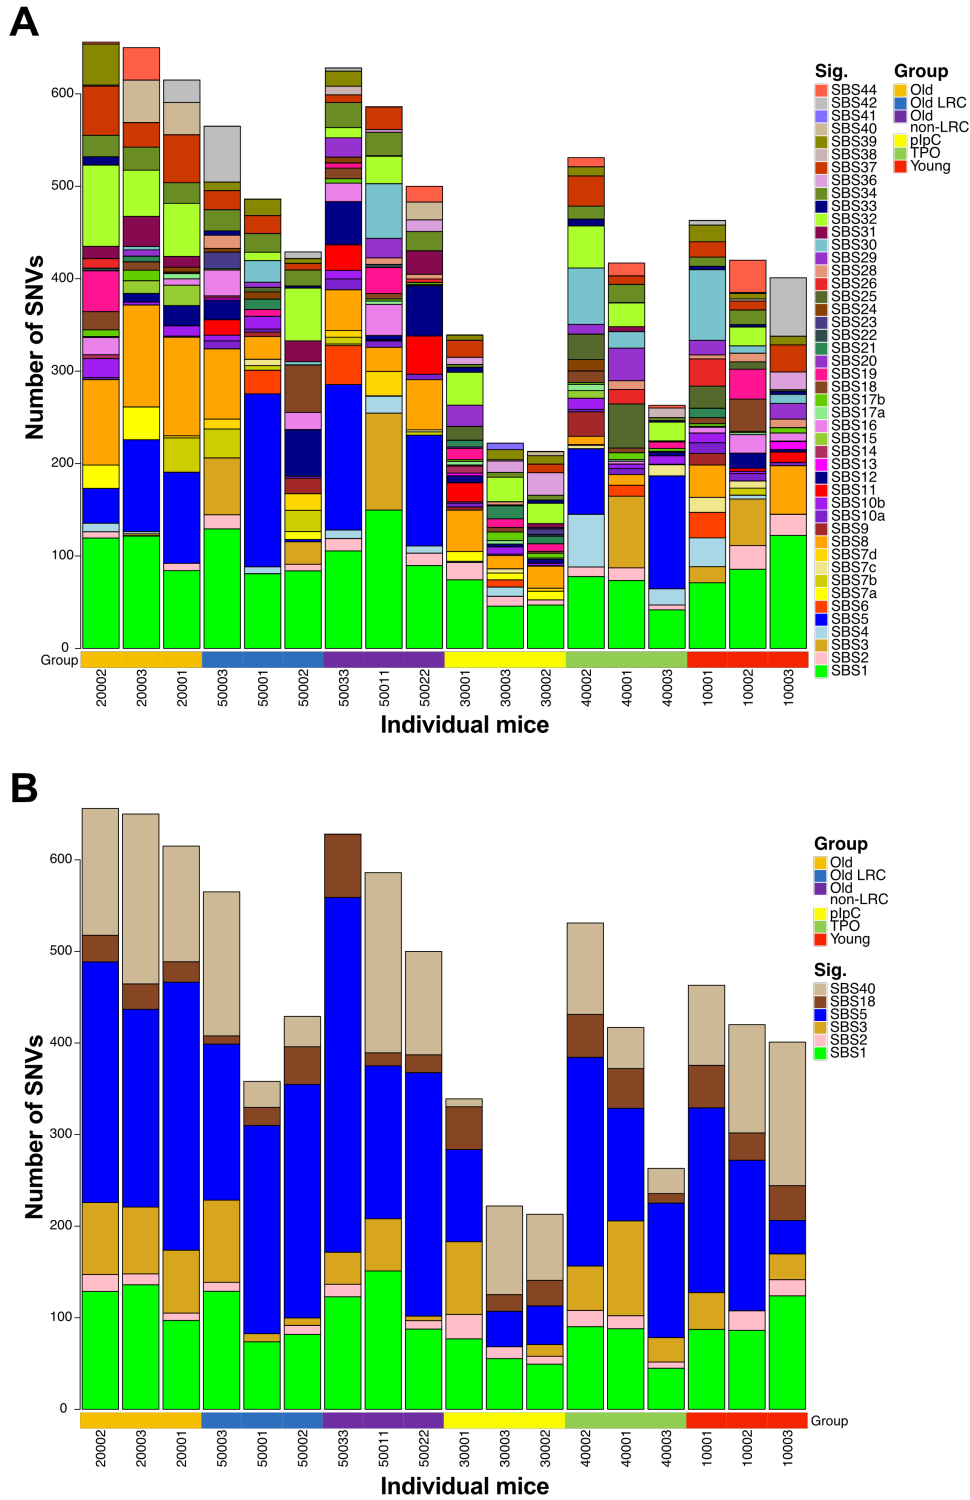 A
Number of SNVs
600
500
400
300
200
100
0
Group
20002
20003
20001
50003
50001
50002
50033
50011
50022
30001
30003
30002
40002
40001
40003
10001
10002
10003
Individual mice
Sig.
SBS44
SBS42
SBS41
SBS40
SBS39
SBS38
SBS37
SBS36
SBS34
SBS33
SBS32
SBS31
SBS30
SBS29
SBS28
SBS26
SBS25
SBS24
SBS23
SBS22
SBS21
SBS20
SBS19
SBS18
SBS17b
SBS17a
SBS16
SBS15
SBS14
SBS13
SBS12
SBS11
SBS10b
SBS10a
SBS9
SBS8
SBS7d
SBS7c
SBS7b
SBS7a
SBS6
SBS5
SBS4
SBS3
SBS2
SBS1
Group
Old
Old LRC
Old
non-LRC
pIpC
TPO
Young
B
Number of SNVs
600
500
400
300
200
100
0
Group
20002
20003
20001
50003
50001
50002
50033
50011
50022
30001
30003
30002
40002
40001
40003
10001
10002
10003
Individual mice
Group
Old
Old LRC
Old
non-LRC
pIpC
TPO
Young
Sig.
SBS40
SBS18
SBS5
SBS3
SBS2
SBS1